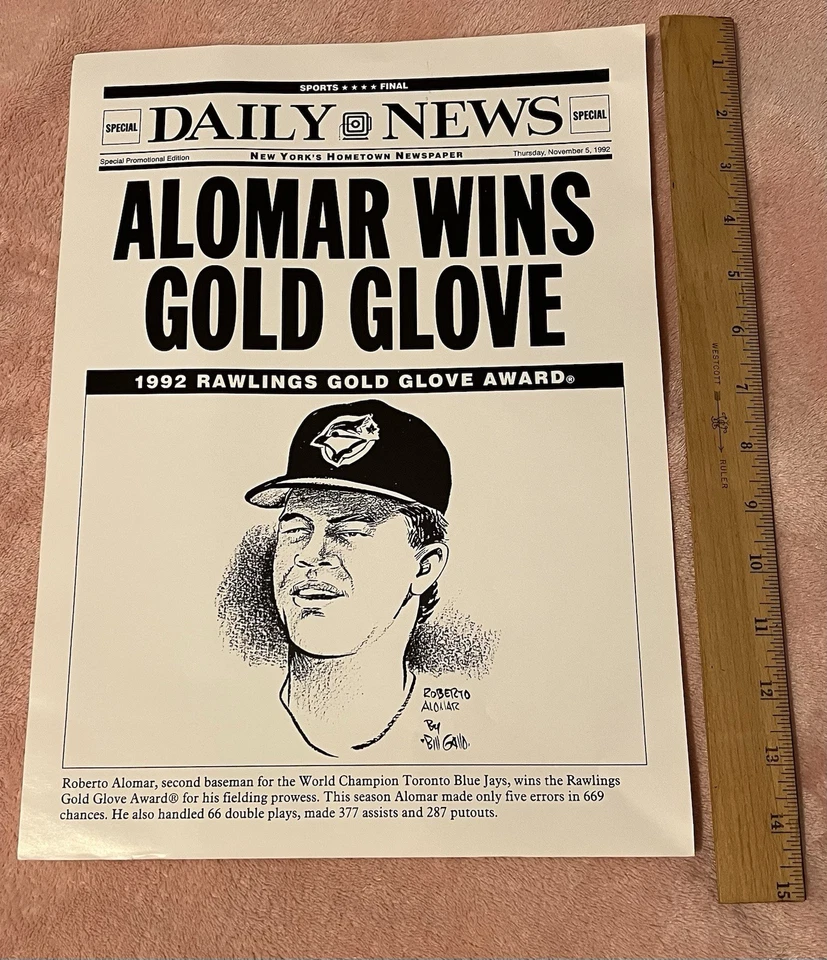 SPORTS ★★★★ FINAL
SPECIAL DAILY NEWS SPECIAL
Special Promotional Edition NEW YORK'S HOMETOWN NEWSPAPER Thursday, November 5, 1992
ALOMAR WINS
GOLD GLOVE
1992 RAWLINGS GOLD GLOVE AWARD®
ROBERTO
ALOMAR
By
Bill Gallo.
Roberto Alomar, second baseman for the World Champion Toronto Blue Jays, wins the Rawlings
Gold Glove Award® for his fielding prowess. This season Alomar made only five errors in 669
chances. He also handled 66 double plays, made 377 assists and 287 putouts.
1
2
3
4
5
6
7
8
9
10
11
12
13
14
15
WESTCOTT
RULER